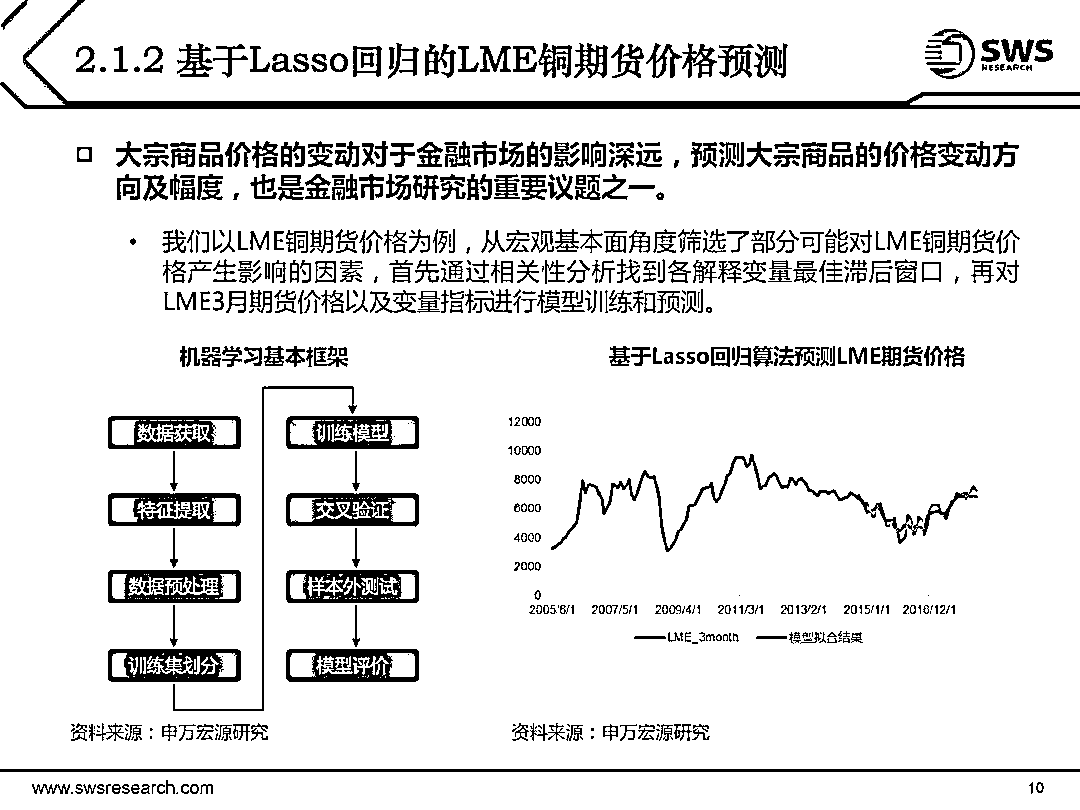 2.1.2 基于Lasso回归的LME铜期货价格预测
SWS
RESEARCH
大宗商品价格的变动对于金融市场的影响深远，预测大宗商品的价格变动方
向及幅度，也是金融市场研究的重要议题之一。
• 我们以LME铜期货价格为例，从宏观基本面角度筛选了部分可能对LME铜期货价
格产生影响的因素，首先通过相关性分析找到各解释变量最佳滞后窗口，再对
LME3月期货价格以及变量指标进行模型训练和预测。
机器学习基本框架
数据获取
特征提取
数据预处理
训练集划分
训练模型
交叉验证
样本外测试
模型评价
资料来源：申万宏源研究
基于Lasso回归算法预测LME期货价格
12000
10000
8000
6000
4000
2000
0
2005/6/1 2007/5/1 2009/4/1 2011/3/1 2013/2/1 2015/1/1 2016/12/1
LME_3month 模型拟合结果
资料来源：申万宏源研究
www.swsresearch.com
10